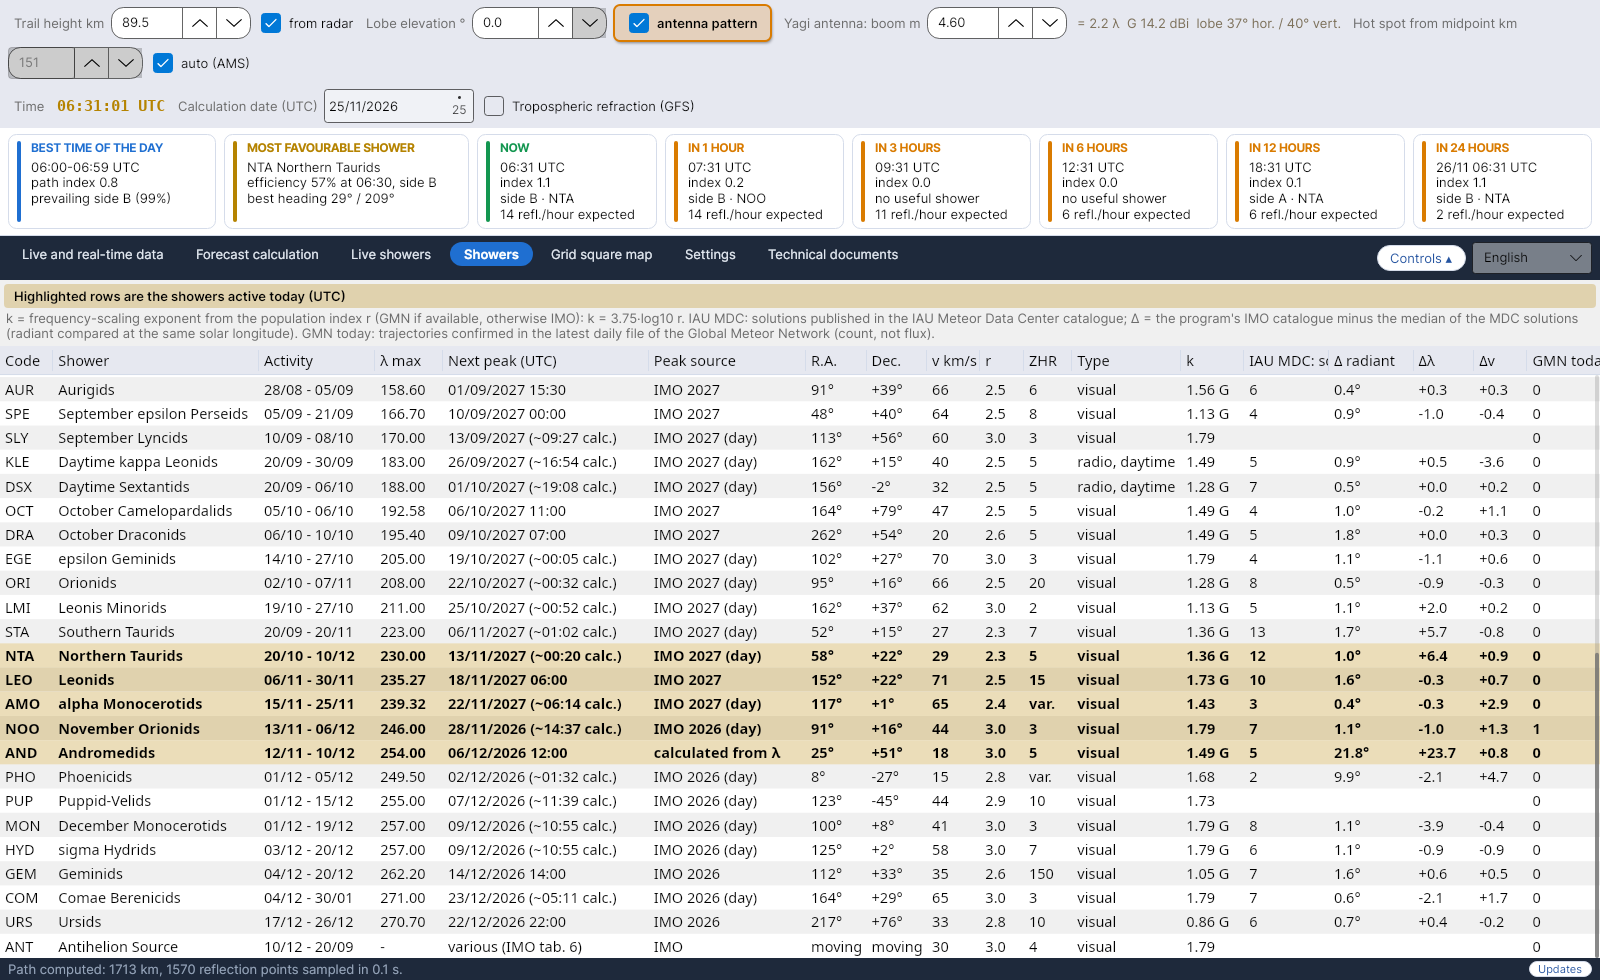 Trail height km 89.5 from radar Lobe elevation ° 0.0 antenna pattern Yagi antenna: boom m 4.60 = 2.2 λ G 14.2 dBi lobe 37° hor. / 40° vert. Hot spot from midpoint km
151 auto (AMS)
Time 06:31:01 UTC Calculation date (UTC) 25/11/2026 25 Tropospheric refraction (GFS)
BEST TIME OF THE DAY
06:00-06:59 UTC
path index 0.8
prevailing side B (99%)
MOST FAVOURABLE SHOWER
NTA Northern Taurids
efficiency 57% at 06:30, side B
best heading 29° / 209°
NOW
06:31 UTC
index 1.1
side B · NTA
14 refl./hour expected
IN 1 HOUR
07:31 UTC
index 0.2
side B · NOO
14 refl./hour expected
IN 3 HOURS
09:31 UTC
index 0.0
no useful shower
11 refl./hour expected
IN 6 HOURS
12:31 UTC
index 0.0
no useful shower
6 refl./hour expected
IN 12 HOURS
18:31 UTC
index 0.1
side A · NTA
6 refl./hour expected
IN 24 HOURS
26/11 06:31 UTC
index 1.1
side B · NTA
2 refl./hour expected
Live and real-time data Forecast calculation Live showers Showers Grid square map Settings Technical documents Controls ▴ English
Highlighted rows are the showers active today (UTC)
k = frequency-scaling exponent from the population index r (GMN if available, otherwise IMO): k = 3.75·log10 r. IAU MDC: solutions published in the IAU Meteor Data Center catalogue; Δ = the program's IMO catalogue minus the median of the MDC solutions
(radiant compared at the same solar longitude). GMN today: trajectories confirmed in the latest daily file of the Global Meteor Network (count, not flux).
Code Shower Activity λ max Next peak (UTC) Peak source R.A. Dec. v km/s r ZHR Type k IAU MDC: so Δ radiant Δλ Δv GMN toda
AUR Aurigids 28/08 - 05/09 158.60 01/09/2027 15:30 IMO 2027 91° +39° 66 2.5 6 visual 1.56 G 6 0.4° +0.3 +0.3 0
SPE September epsilon Perseids 05/09 - 21/09 166.70 10/09/2027 00:00 IMO 2027 48° +40° 64 2.5 8 visual 1.13 G 4 0.9° -1.0 -0.4 0
SLY September Lyncids 10/09 - 08/10 170.00 13/09/2027 (~09:27 calc.) IMO 2027 (day) 113° +56° 60 3.0 3 visual 1.79 0
KLE Daytime kappa Leonids 20/09 - 30/09 183.00 26/09/2027 (~16:54 calc.) IMO 2027 (day) 162° +15° 40 2.5 5 radio, daytime 1.49 5 0.9° +0.5 -3.6 0
DSX Daytime Sextantids 20/09 - 06/10 188.00 01/10/2027 (~19:08 calc.) IMO 2027 (day) 156° -2° 32 2.5 5 radio, daytime 1.28 G 7 0.5° +0.0 +0.2 0
OCT October Camelopardalids 05/10 - 06/10 192.58 06/10/2027 11:00 IMO 2027 164° +79° 47 2.5 5 visual 1.49 G 4 1.0° -0.2 +1.1 0
DRA October Draconids 06/10 - 10/10 195.40 09/10/2027 07:00 IMO 2027 262° +54° 20 2.6 5 visual 1.49 G 5 1.8° +0.0 +0.3 0
EGE epsilon Geminids 14/10 - 27/10 205.00 19/10/2027 (~00:05 calc.) IMO 2027 (day) 102° +27° 70 3.0 3 visual 1.79 4 1.1° -1.1 +0.6 0
ORI Orionids 02/10 - 07/11 208.00 22/10/2027 (~00:32 calc.) IMO 2027 (day) 95° +16° 66 2.5 20 visual 1.28 G 8 0.5° -0.9 -0.3 0
LMI Leonis Minorids 19/10 - 27/10 211.00 25/10/2027 (~00:52 calc.) IMO 2027 (day) 162° +37° 62 3.0 2 visual 1.13 G 5 1.1° +2.0 +0.2 0
STA Southern Taurids 20/09 - 20/11 223.00 06/11/2027 (~01:02 calc.) IMO 2027 (day) 52° +15° 27 2.3 7 visual 1.36 G 13 1.7° +5.7 -0.8 0
NTA Northern Taurids 20/10 - 10/12 230.00 13/11/2027 (~00:20 calc.) IMO 2027 (day) 58° +22° 29 2.3 5 visual 1.36 G 12 1.0° +6.4 +0.9 0
LEO Leonids 06/11 - 30/11 235.27 18/11/2027 06:00 IMO 2027 152° +22° 71 2.5 15 visual 1.73 G 10 1.6° -0.3 +0.7 0
AMO alpha Monocerotids 15/11 - 25/11 239.32 22/11/2027 (~06:14 calc.) IMO 2027 (day) 117° +1° 65 2.4 var. visual 1.43 3 0.4° -0.3 +2.9 0
NOO November Orionids 13/11 - 06/12 246.00 28/11/2026 (~14:37 calc.) IMO 2026 (day) 91° +16° 44 3.0 3 visual 1.79 7 1.1° -1.0 +1.3 1
AND Andromedids 12/11 - 10/12 254.00 06/12/2026 12:00 calculated from λ 25° +51° 18 3.0 5 visual 1.49 G 5 21.8° +23.7 +0.8 0
PHO Phoenicids 01/12 - 05/12 249.50 02/12/2026 (~01:32 calc.) IMO 2026 (day) 8° -27° 15 2.8 var. visual 1.68 2 9.9° -2.1 +4.7 0
PUP Puppid-Velids 01/12 - 15/12 255.00 07/12/2026 (~11:39 calc.) IMO 2026 (day) 123° -45° 44 2.9 10 visual 1.73 0
MON December Monocerotids 01/12 - 19/12 257.00 09/12/2026 (~10:55 calc.) IMO 2026 (day) 100° +8° 41 3.0 3 visual 1.79 G 8 1.1° -3.9 -0.4 0
HYD sigma Hydrids 03/12 - 20/12 257.00 09/12/2026 (~10:55 calc.) IMO 2026 (day) 125° +2° 58 3.0 7 visual 1.79 G 6 1.1° -0.9 -0.9 0
GEM Geminids 04/12 - 20/12 262.20 14/12/2026 14:00 IMO 2026 112° +33° 35 2.6 150 visual 1.05 G 7 1.6° +0.6 +0.5 0
COM Comae Berenicids 04/12 - 30/01 271.00 23/12/2026 (~05:11 calc.) IMO 2026 (day) 164° +29° 65 3.0 3 visual 1.79 7 0.6° -2.1 +1.7 0
URS Ursids 17/12 - 26/12 270.70 22/12/2026 22:00 IMO 2026 217° +76° 33 2.8 10 visual 0.86 G 6 0.7° +0.4 -0.2 0
ANT Antihelion Source 10/12 - 20/09 - various (IMO tab. 6) IMO moving moving 30 3.0 4 visual 1.79 0
Path computed: 1713 km, 1570 reflection points sampled in 0.1 s. Updates